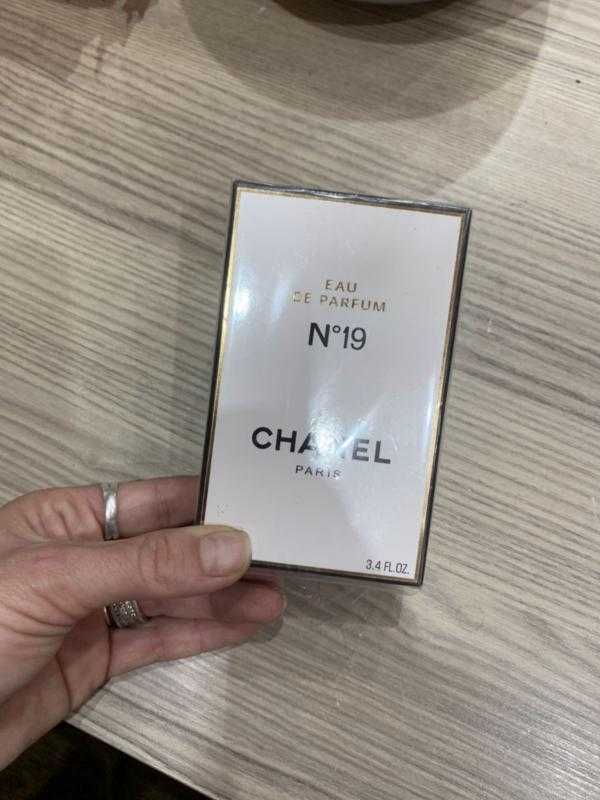 EAU
DE PARFUM
N°19
CHANEL
PARIS
3.4 FL.OZ.